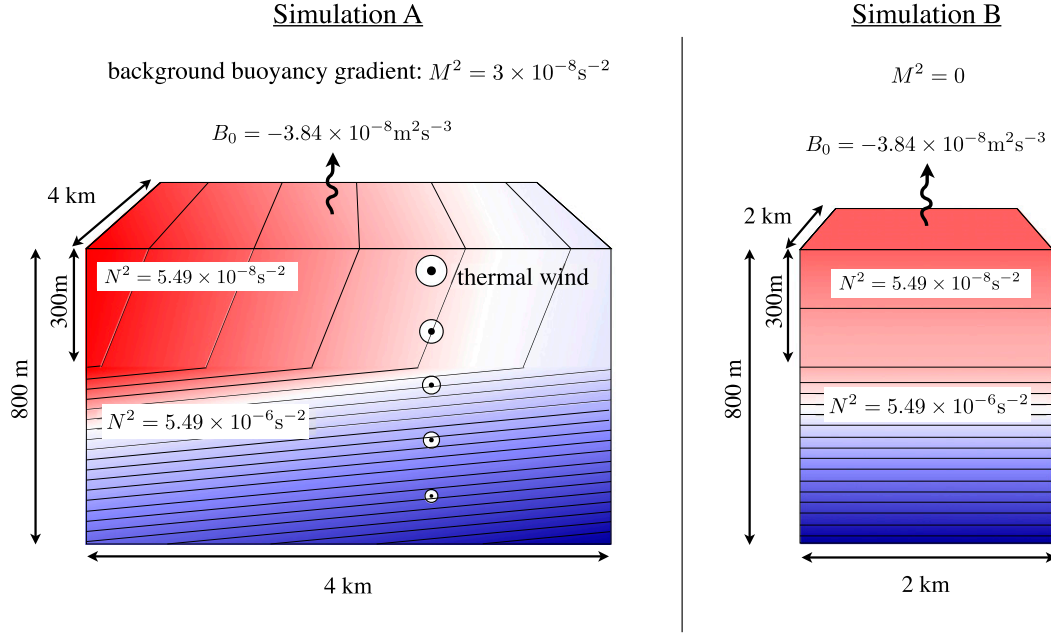 Simulation A
background buoyancy gradient: M² = 3 × 10⁻⁸s⁻²
B₀ = −3.84 × 10⁻⁸m²s⁻³
4 km
N² = 5.49 × 10⁻⁸s⁻²
thermal wind
300m
800 m
N² = 5.49 × 10⁻⁶s⁻²
4 km
Simulation B
M² = 0
B₀ = −3.84 × 10⁻⁸m²s⁻³
2 km
N² = 5.49 × 10⁻⁸s⁻²
300m
800 m
N² = 5.49 × 10⁻⁶s⁻²
2 km